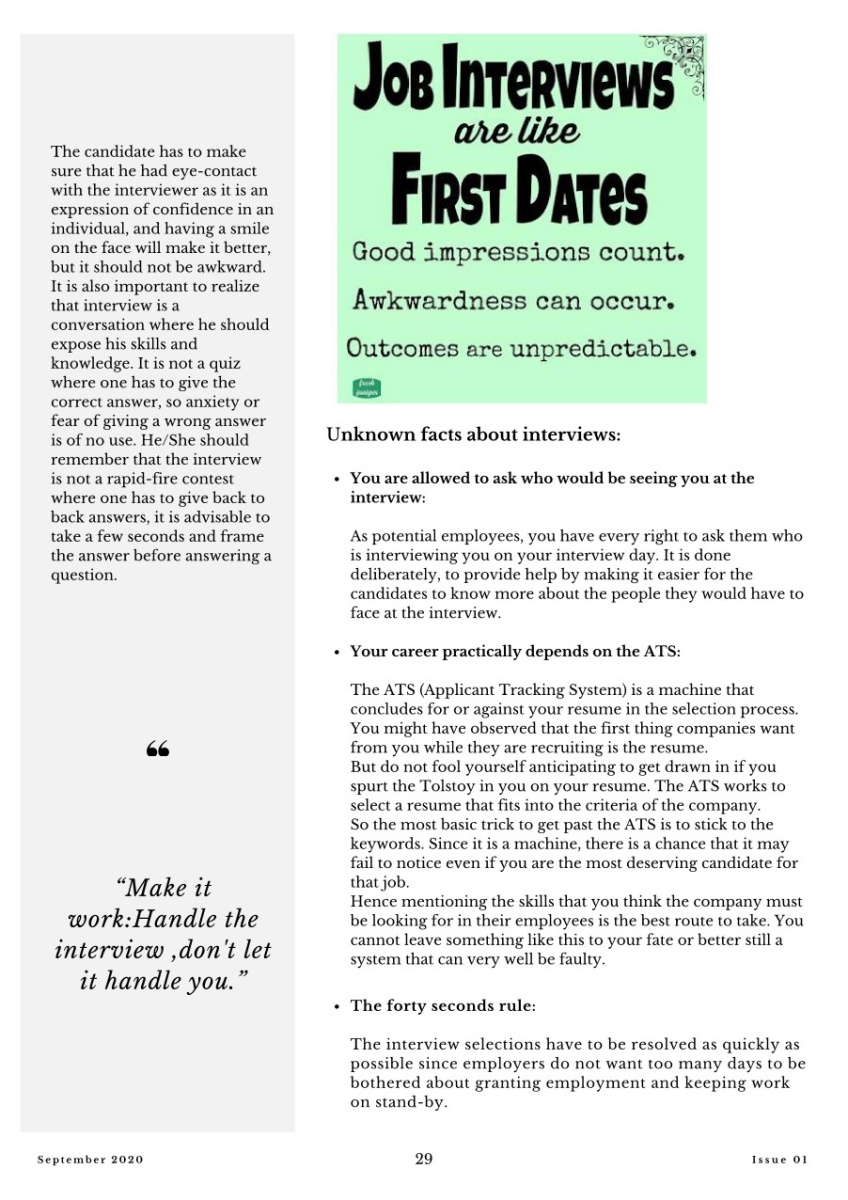 The candidate has to make
sure that he had eye-contact
with the interviewer as it is an
expression of confidence in an
individual, and having a smile
on the face will make it better,
but it should not be awkward.
It is also important to realize
that interview is a
conversation where he should
expose his skills and
knowledge. It is not a quiz
where one has to give the
correct answer, so anxiety or
fear of giving a wrong answer
is of no use. He/She should
remember that the interview
is not a rapid-fire contest
where one has to give back to
back answers, it is advisable to
take a few seconds and frame
the answer before answering a
question.
“
“Make it
work:Handle the
interview ,don't let
it handle you.”
Job Interviews
are like
First Dates
Good impressions count.
Awkwardness can occur.
Outcomes are unpredictable.
fresh
juniper
Unknown facts about interviews:
• You are allowed to ask who would be seeing you at the
interview:
As potential employees, you have every right to ask them who
is interviewing you on your interview day. It is done
deliberately, to provide help by making it easier for the
candidates to know more about the people they would have to
face at the interview.
• Your career practically depends on the ATS:
The ATS (Applicant Tracking System) is a machine that
concludes for or against your resume in the selection process.
You might have observed that the first thing companies want
from you while they are recruiting is the resume.
But do not fool yourself anticipating to get drawn in if you
spurt the Tolstoy in you on your resume. The ATS works to
select a resume that fits into the criteria of the company.
So the most basic trick to get past the ATS is to stick to the
keywords. Since it is a machine, there is a chance that it may
fail to notice even if you are the most deserving candidate for
that job.
Hence mentioning the skills that you think the company must
be looking for in their employees is the best route to take. You
cannot leave something like this to your fate or better still a
system that can very well be faulty.
• The forty seconds rule:
The interview selections have to be resolved as quickly as
possible since employers do not want too many days to be
bothered about granting employment and keeping work
on stand-by.
September 2020
29
Issue 01